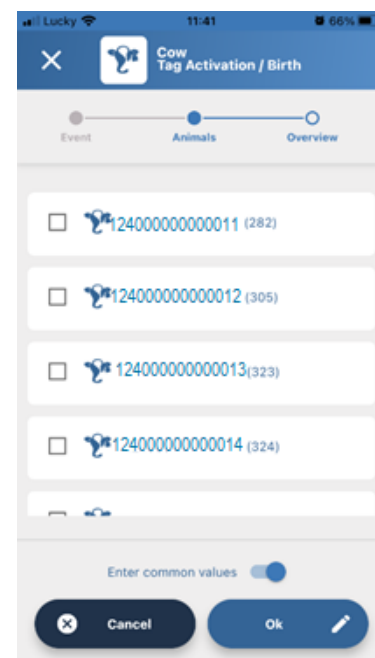 Lucky 11:41 66%
Cow
Tag Activation / Birth
Event Animals Overview
124000000000011 (282)
124000000000012 (305)
124000000000013(323)
124000000000014 (324)
Enter common values
Cancel Ok